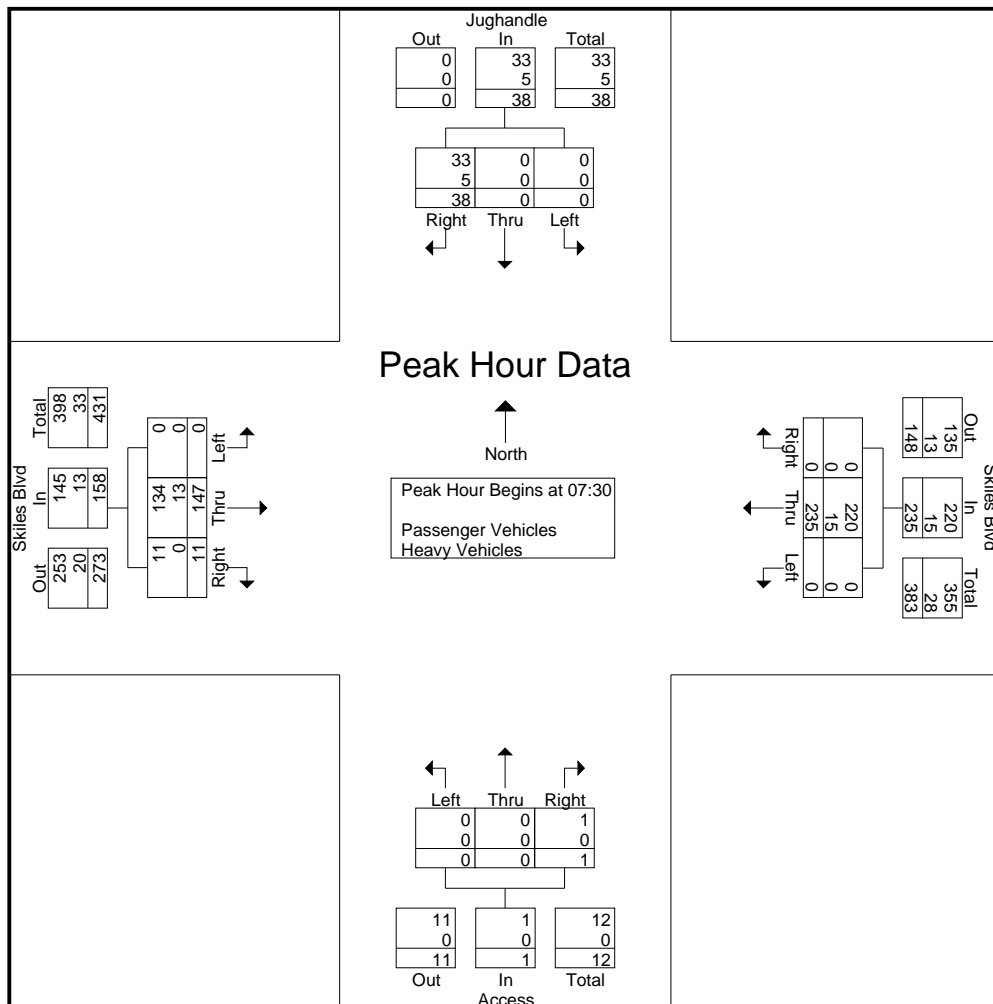 Jughandle
Out In Total
0 33 33
0 5 5
0 38 38
33 0 0
5 0 0
38 0 0
Right Thru Left
Peak Hour Data
North
Peak Hour Begins at 07:30
Passenger Vehicles
Heavy Vehicles
Skiles Blvd
Out In Total
253 145 398
20 13 33
273 158 431
Left Thru Right
0 134 11
0 13 0
0 147 11
Skiles Blvd
Out In Total
135 220 355
13 15 28
148 235 383
Right Thru Left
0 220 0
0 15 0
0 235 0
Left Thru Right
0 0 1
0 0 0
0 0 1
11 1 12
0 0 0
11 1 12
Out In Total
Access